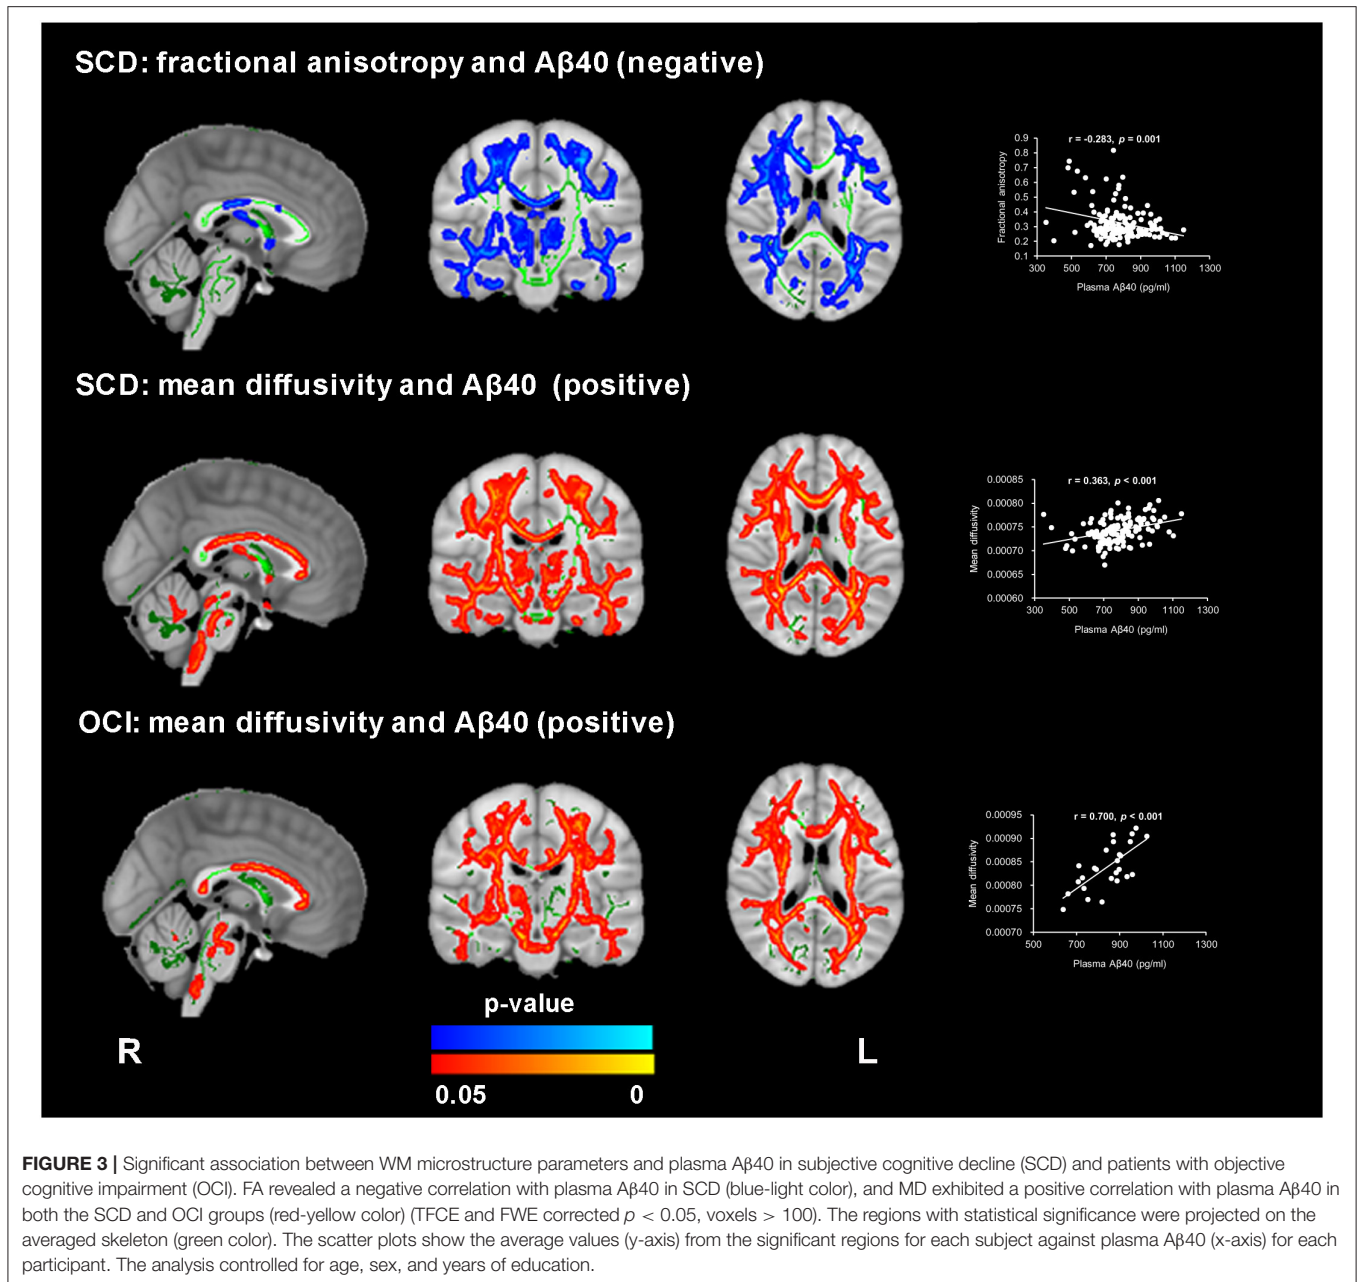 SCD: fractional anisotropy and Aβ40 (negative)
r = -0.283, p = 0.001
Fractional anisotropy
0.9
0.8
0.7
0.6
0.5
0.4
0.3
0.2
0.1
300 500 700 900 1100 1300
Plasma Aβ40 (pg/ml)
SCD: mean diffusivity and Aβ40 (positive)
r = 0.363, p < 0.001
Mean diffusivity
0.00085
0.00080
0.00075
0.00070
0.00065
0.00060
300 500 700 900 1100 1300
Plasma Aβ40 (pg/ml)
OCI: mean diffusivity and Aβ40 (positive)
r = 0.700, p < 0.001
Mean diffusivity
0.00095
0.00090
0.00085
0.00080
0.00075
0.00070
500 700 900 1100 1300
Plasma Aβ40 (pg/ml)
p-value
R
L
0.05 0
FIGURE 3 | Significant association between WM microstructure parameters and plasma Aβ40 in subjective cognitive decline (SCD) and patients with objective
cognitive impairment (OCI). FA revealed a negative correlation with plasma Aβ40 in SCD (blue-light color), and MD exhibited a positive correlation with plasma Aβ40 in
both the SCD and OCI groups (red-yellow color) (TFCE and FWE corrected p < 0.05, voxels > 100). The regions with statistical significance were projected on the
averaged skeleton (green color). The scatter plots show the average values (y-axis) from the significant regions for each subject against plasma Aβ40 (x-axis) for each
participant. The analysis controlled for age, sex, and years of education.